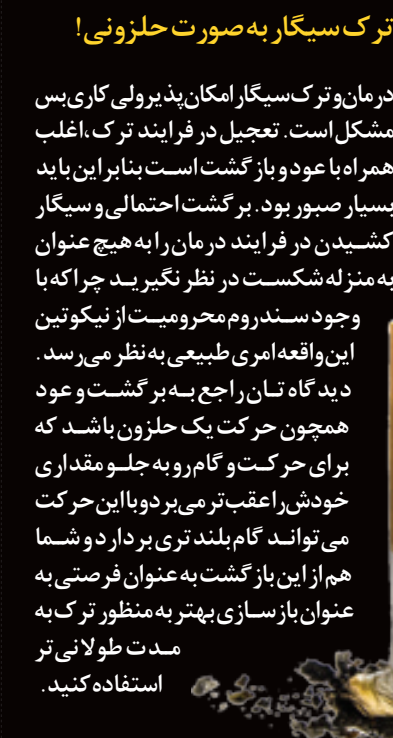 ترک سیگار به صورت حلزونی!
درمان و ترک سیگار امکان پذیر ولی کاری بس
مشکل است. تعجیل در فرایند ترک، اغلب
همراه با عود و بازگشت است بنابراین باید
بسیار صبور بود. برگشت احتمالی و سیگار
کشیدن در فرایند درمان را به هیچ عنوان
به منزله شکست در نظر نگیرید چرا که با
وجود سندروم محرومیت از نیکوتین
این واقعه امری طبیعی به نظر می‌رسد.
دیدگاه تان راجع به برگشت و عود
همچون حرکت یک حلزون باشد که
برای حرکت و گام رو به جلو مقداری
خودش را عقب تر می‌برد و با این حرکت
می‌تواند گام بلندتری بردارد و شما
هم از این بازگشت به عنوان فرصتی به
عنوان بازسازی بهتر به منظور ترک به
مدت طولانی تر
استفاده کنید.